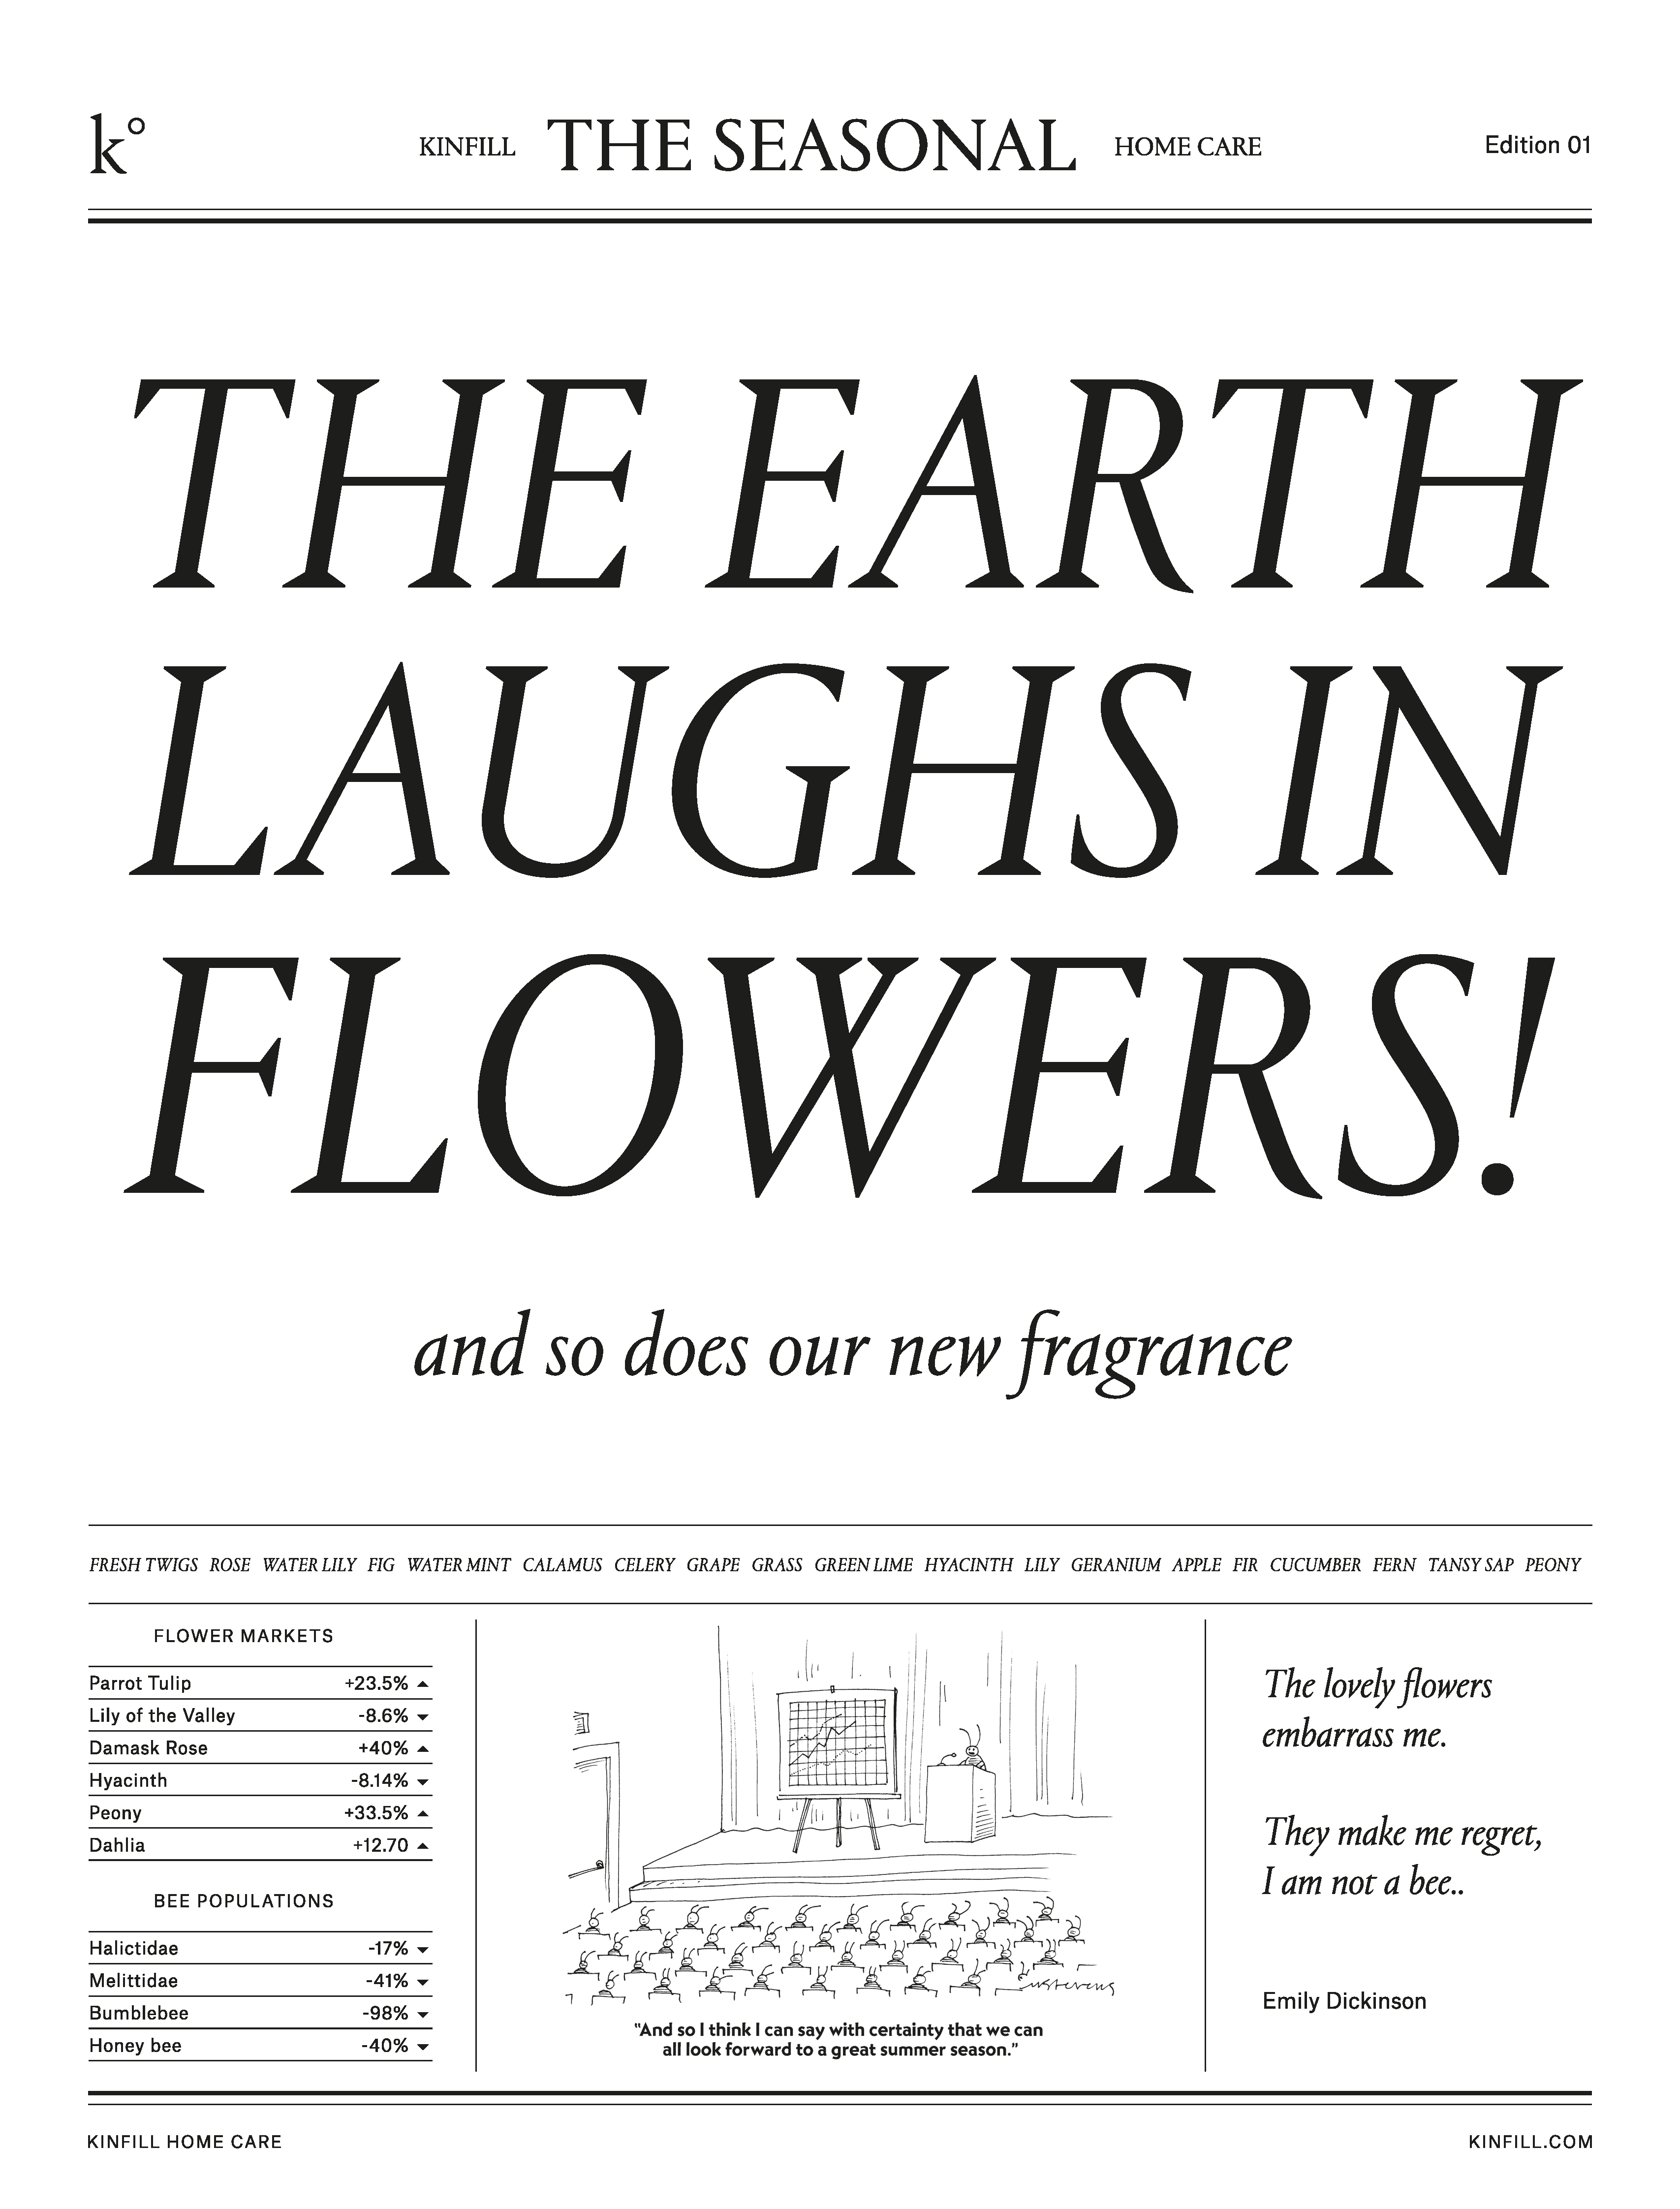 k°
KINFILL THE SEASONAL HOME CARE
Edition 01
THE EARTH
LAUGHS IN
FLOWERS!
and so does our new fragrance
FRESH TWIGS ROSE WATER LILY FIG WATER MINT CALAMUS CELERY GRAPE GRASS GREEN LIME HYACINTH LILY GERANIUM APPLE FIR CUCUMBER FERN TANSY SAP PEONY
FLOWER MARKETS
Parrot Tulip +23.5% ▲
Lily of the Valley -8.6% ▼
Damask Rose +40% ▲
Hyacinth -8.14% ▼
Peony +33.5% ▲
Dahlia +12.70 ▲
BEE POPULATIONS
Halictidae -17% ▼
Melittidae -41% ▼
Bumblebee -98% ▼
Honey bee -40% ▼
"And so I think I can say with certainty that we can
all look forward to a great summer season."
The lovely flowers
embarrass me.
They make me regret,
I am not a bee..
Emily Dickinson
KINFILL HOME CARE
KINFILL.COM